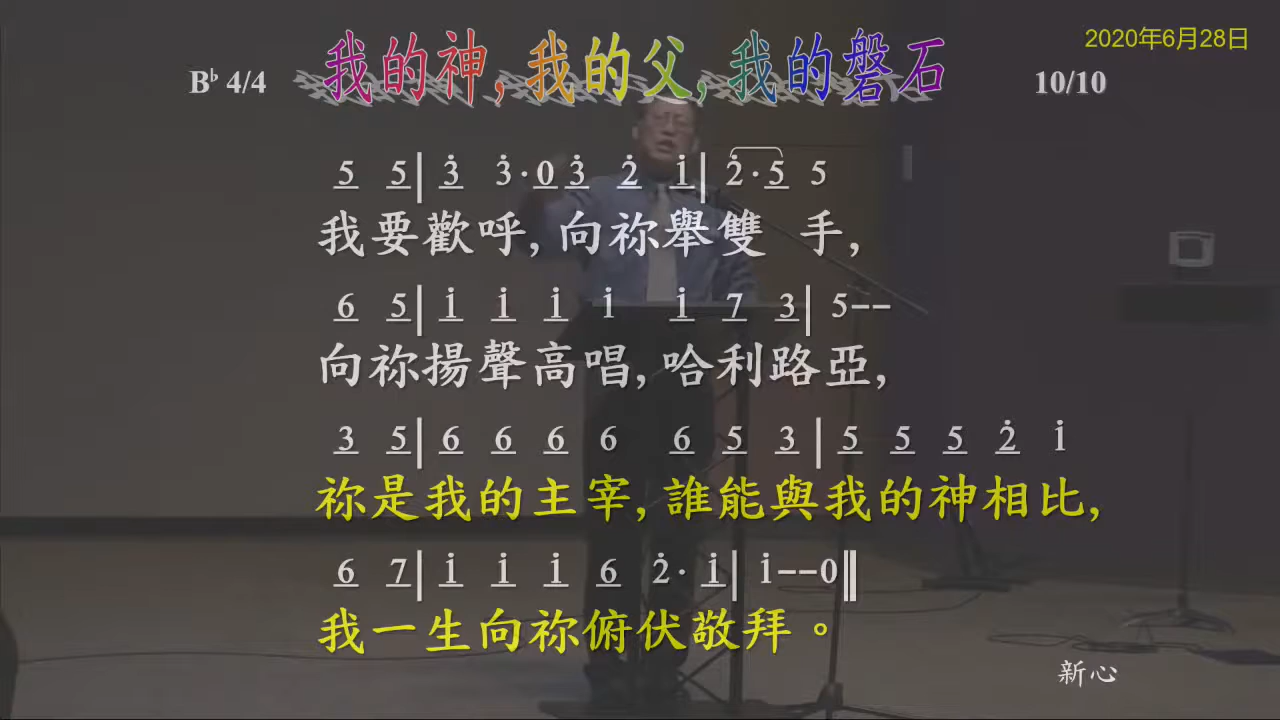 2020年6月28日
我的神,我的父,我的磐石
B♭ 4/4
10/10
5 5| 3̇ 3̇·0 3̇ 2̇ 1̇| 2̇·5 5
我要歡呼,向祢舉雙 手,
6 5| 1̇ 1̇ 1̇ 1̇ 1̇ 7 3| 5--
向祢揚聲高唱,哈利路亞,
3 5| 6 6 6 6 6 5 3| 5 5 5 2̇ 1̇
祢是我的主宰,誰能與我的神相比,
6 7| 1̇ 1̇ 1̇ 6 2̇· 1̇| 1̇--0‖
我一生向祢俯伏敬拜。
新心